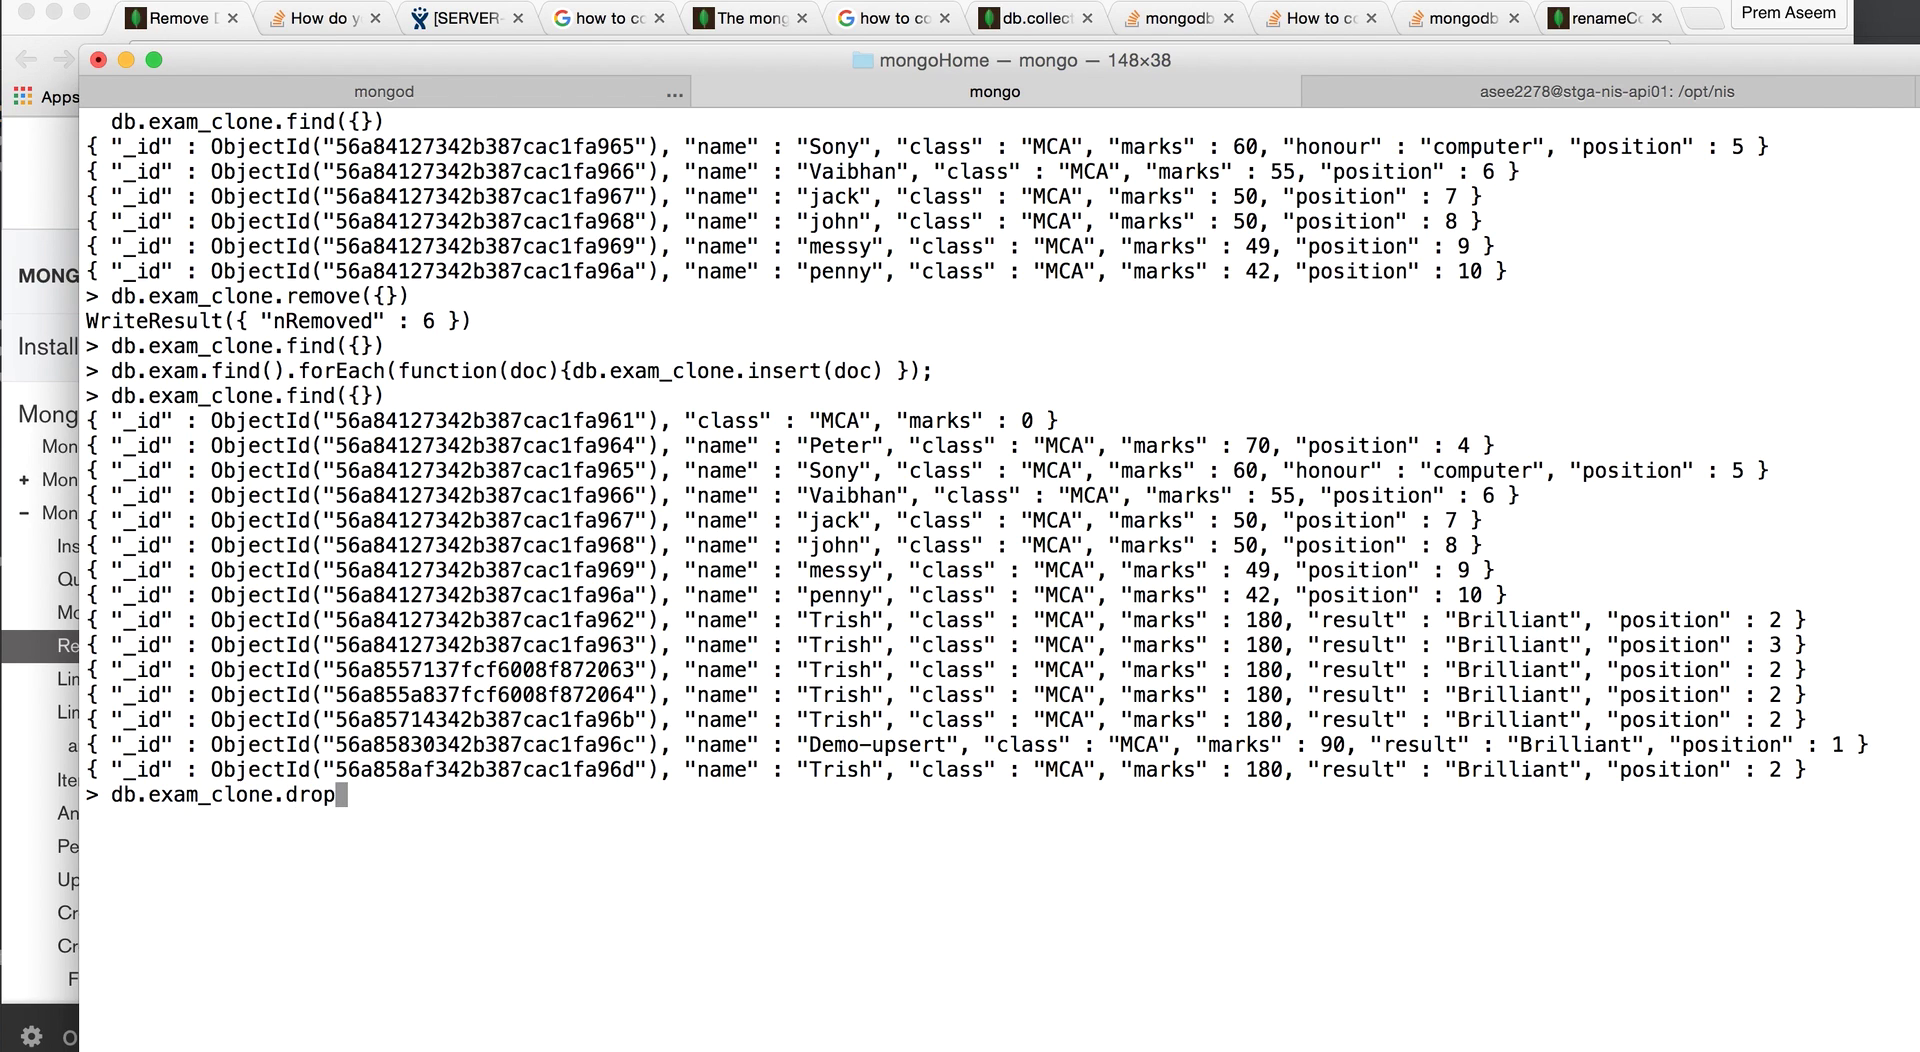 Remove D
How do y
[SERVER-
how to co
The mong
how to co
db.collect
mongodb
How to co
mongodb
renameCo
Prem Aseem
mongoHome — mongo — 148×38
Apps
mongod ...
mongo
asee2278@stga-nis-api01: /opt/nis
db.exam_clone.find({})
{ "_id" : ObjectId("56a84127342b387cac1fa965"), "name" : "Sony", "class" : "MCA", "marks" : 60, "honour" : "computer", "position" : 5 }
{ "_id" : ObjectId("56a84127342b387cac1fa966"), "name" : "Vaibhan", "class" : "MCA", "marks" : 55, "position" : 6 }
{ "_id" : ObjectId("56a84127342b387cac1fa967"), "name" : "jack", "class" : "MCA", "marks" : 50, "position" : 7 }
{ "_id" : ObjectId("56a84127342b387cac1fa968"), "name" : "john", "class" : "MCA", "marks" : 50, "position" : 8 }
{ "_id" : ObjectId("56a84127342b387cac1fa969"), "name" : "messy", "class" : "MCA", "marks" : 49, "position" : 9 }
{ "_id" : ObjectId("56a84127342b387cac1fa96a"), "name" : "penny", "class" : "MCA", "marks" : 42, "position" : 10 }
> db.exam_clone.remove({})
WriteResult({ "nRemoved" : 6 })
> db.exam_clone.find({})
> db.exam.find().forEach(function(doc){db.exam_clone.insert(doc) });
> db.exam_clone.find({})
{ "_id" : ObjectId("56a84127342b387cac1fa961"), "class" : "MCA", "marks" : 0 }
{ "_id" : ObjectId("56a84127342b387cac1fa964"), "name" : "Peter", "class" : "MCA", "marks" : 70, "position" : 4 }
{ "_id" : ObjectId("56a84127342b387cac1fa965"), "name" : "Sony", "class" : "MCA", "marks" : 60, "honour" : "computer", "position" : 5 }
{ "_id" : ObjectId("56a84127342b387cac1fa966"), "name" : "Vaibhan", "class" : "MCA", "marks" : 55, "position" : 6 }
{ "_id" : ObjectId("56a84127342b387cac1fa967"), "name" : "jack", "class" : "MCA", "marks" : 50, "position" : 7 }
{ "_id" : ObjectId("56a84127342b387cac1fa968"), "name" : "john", "class" : "MCA", "marks" : 50, "position" : 8 }
{ "_id" : ObjectId("56a84127342b387cac1fa969"), "name" : "messy", "class" : "MCA", "marks" : 49, "position" : 9 }
{ "_id" : ObjectId("56a84127342b387cac1fa96a"), "name" : "penny", "class" : "MCA", "marks" : 42, "position" : 10 }
{ "_id" : ObjectId("56a84127342b387cac1fa962"), "name" : "Trish", "class" : "MCA", "marks" : 180, "result" : "Brilliant", "position" : 2 }
{ "_id" : ObjectId("56a84127342b387cac1fa963"), "name" : "Trish", "class" : "MCA", "marks" : 180, "result" : "Brilliant", "position" : 3 }
{ "_id" : ObjectId("56a8557137fcf6008f872063"), "name" : "Trish", "class" : "MCA", "marks" : 180, "result" : "Brilliant", "position" : 2 }
{ "_id" : ObjectId("56a855a837fcf6008f872064"), "name" : "Trish", "class" : "MCA", "marks" : 180, "result" : "Brilliant", "position" : 2 }
{ "_id" : ObjectId("56a85714342b387cac1fa96b"), "name" : "Trish", "class" : "MCA", "marks" : 180, "result" : "Brilliant", "position" : 2 }
{ "_id" : ObjectId("56a85830342b387cac1fa96c"), "name" : "Demo-upsert", "class" : "MCA", "marks" : 90, "result" : "Brilliant", "position" : 1 }
{ "_id" : ObjectId("56a858af342b387cac1fa96d"), "name" : "Trish", "class" : "MCA", "marks" : 180, "result" : "Brilliant", "position" : 2 }
> db.exam_clone.drop
MONG
Install
Mong
Mon
+ Mon
− Mon
Ins
Qu
Mo
Re
Lin
Lin
a
Iter
An
Pe
Up
Cr
Cr
F
O